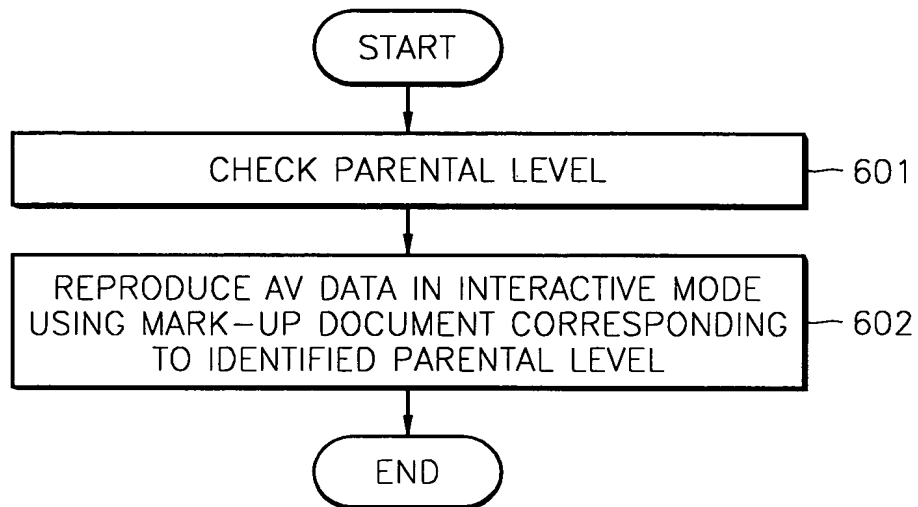 START
CHECK PARENTAL LEVEL
601
REPRODUCE AV DATA IN INTERACTIVE MODE
USING MARK-UP DOCUMENT CORRESPONDING
TO IDENTIFIED PARENTAL LEVEL
602
END